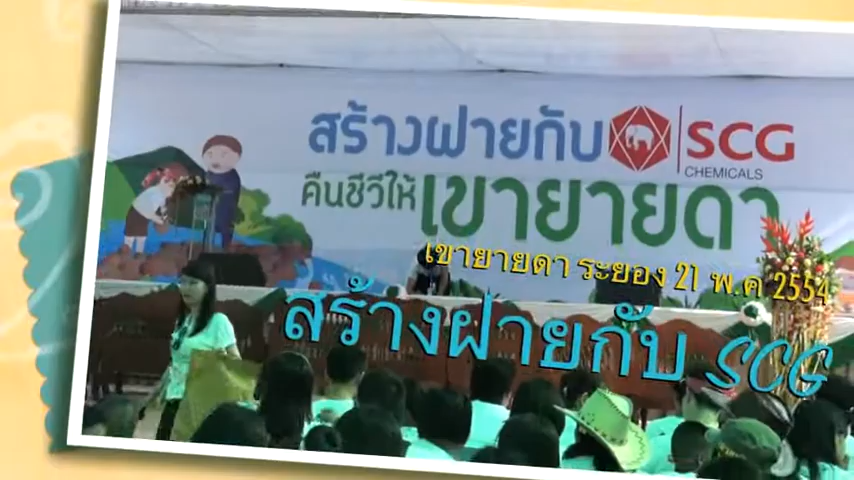 สร้างฝายกับ SCG
CHEMICALS
คืนชีวิตให้ เขายายดา
เขายายดา ระยอง 21 พ.ค 2554
สร้างฝายกับ SCG